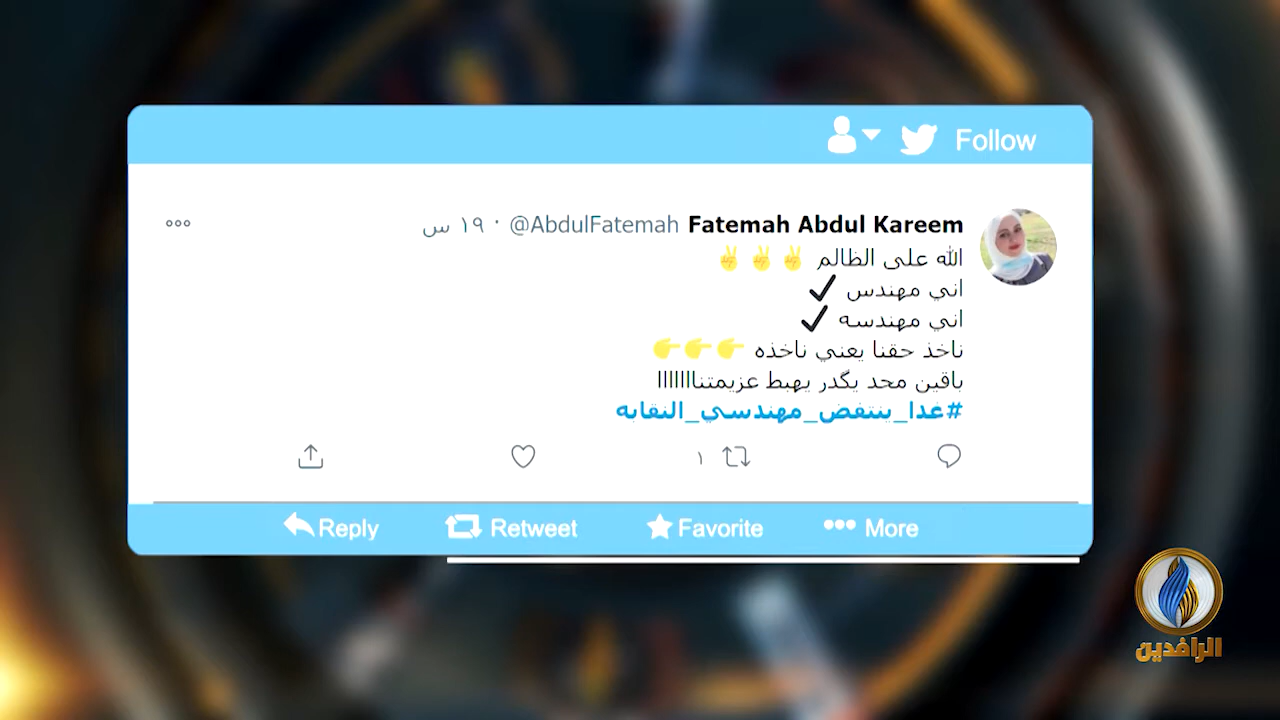 Follow
Fatemah Abdul Kareem @AbdulFatemah · ١٩ س
الله على الظالم ✌✌✌
اني مهندس ✔
اني مهندسه ✔
ناخذ حقنا يعني ناخذه 👉👉👉
باقين محد يگدر يهبط عزيمتنااااااا
#غدا_ينتفض_مهندسي_النقابه
١
Reply Retweet Favorite More
الرافدين